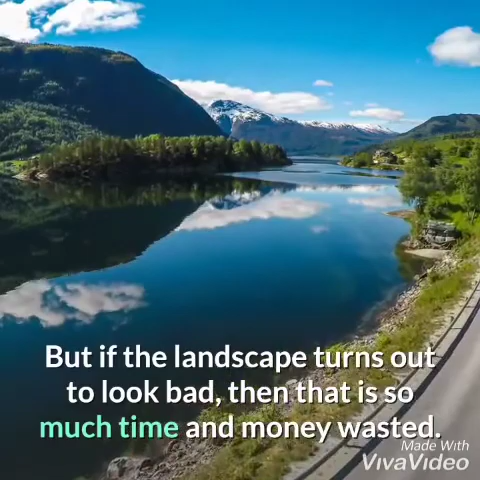 But if the landscape turns out
to look bad, then that is so
much time and money wasted.
Made With
VivaVideo